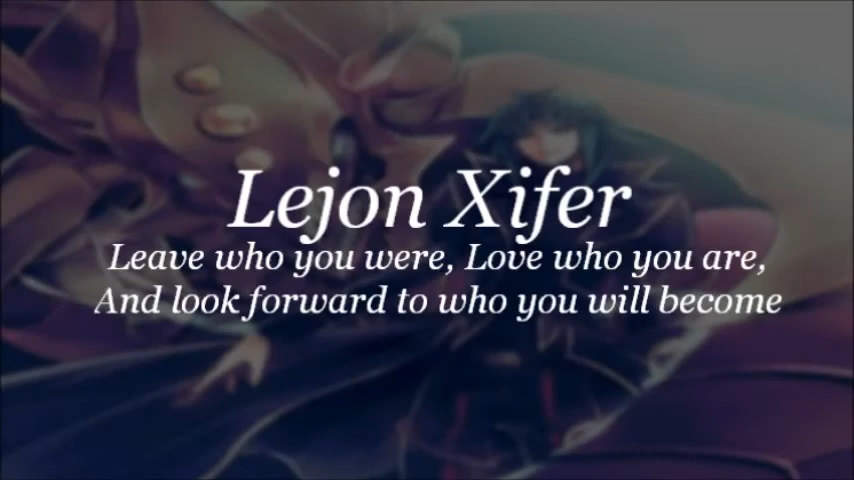 Lejon Xifer
Leave who you were, Love who you are,
And look forward to who you will become